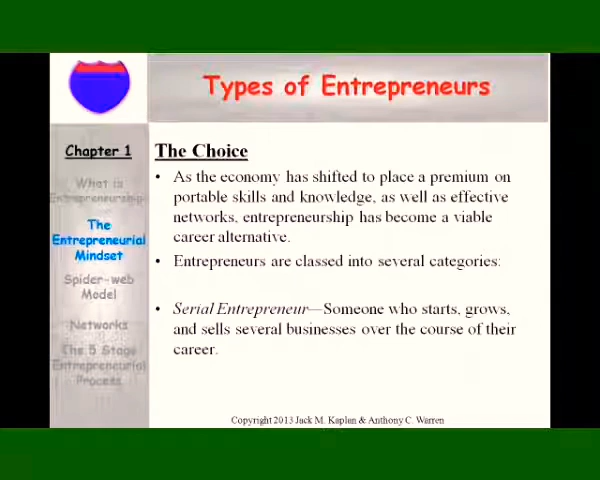 Types of Entrepreneurs
Chapter 1
What is
Entrepreneurship
The
Entrepreneurial
Mindset
Spider-web
Model
Networks
The 5 Stage
Entrepreneurial
Process
The Choice
• As the economy has shifted to place a premium on
portable skills and knowledge, as well as effective
networks, entrepreneurship has become a viable
career alternative.
• Entrepreneurs are classed into several categories:
• Serial Entrepreneur—Someone who starts, grows,
and sells several businesses over the course of their
career.
Copyright 2013 Jack M. Kaplan & Anthony C. Warren